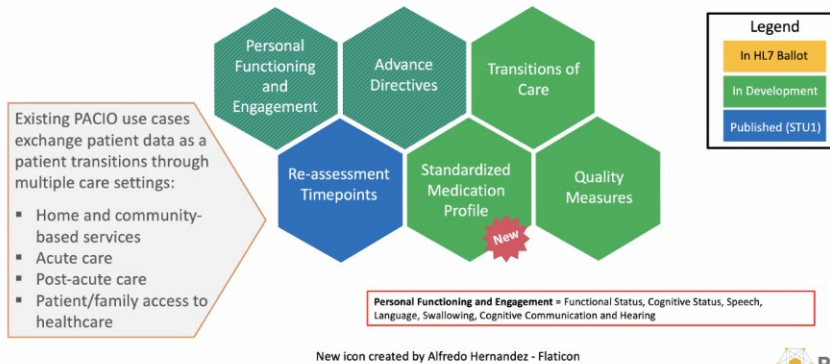 Personal
Functioning
and
Engagement
Advance
Directives
Transitions of
Care
Legend
In HL7 Ballot
In Development
Published (STU1)
Existing PACIO use cases
exchange patient data as a
patient transitions through
multiple care settings:
▪ Home and community-
based services
▪ Acute care
▪ Post-acute care
▪ Patient/family access to
healthcare
Re-assessment
Timepoints
Standardized
Medication
Profile
New
Quality
Measures
Personal Functioning and Engagement = Functional Status, Cognitive Status, Speech,
Language, Swallowing, Cognitive Communication and Hearing
New icon created by Alfredo Hernandez - Flaticon